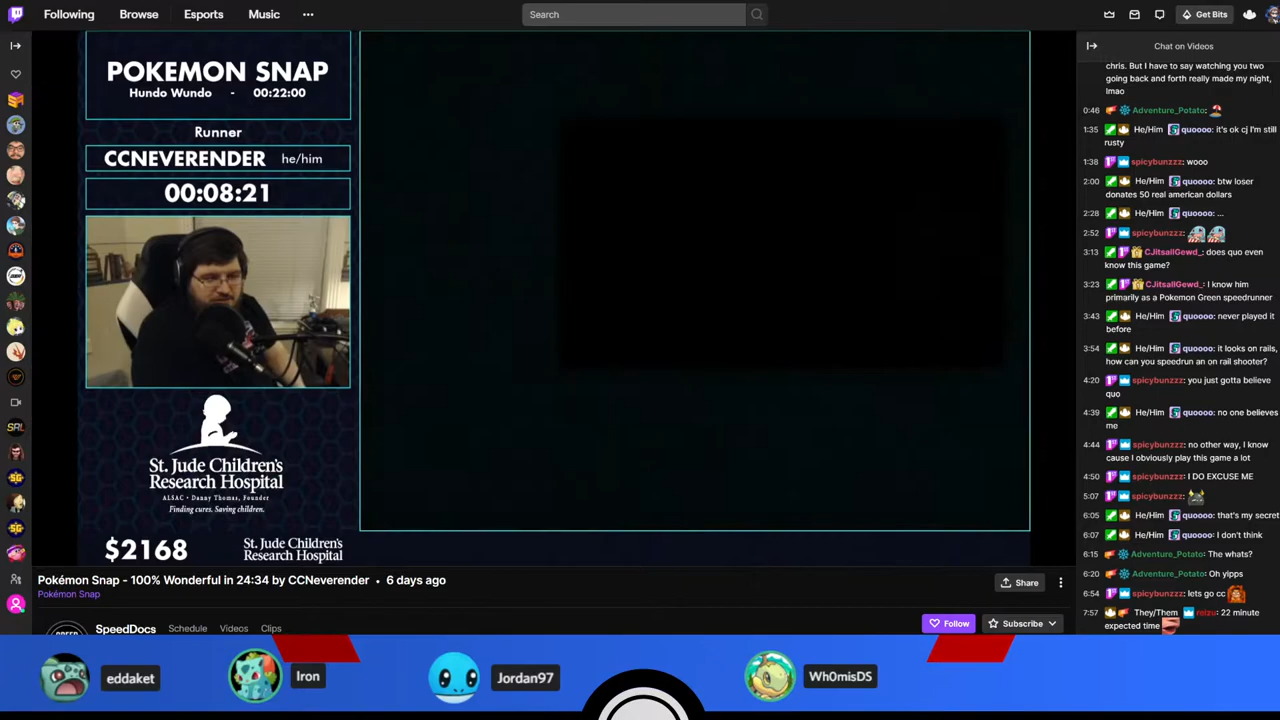 Following
Browse
Esports
Music
Search
Get Bits
POKEMON SNAP
Hundo Wundo - 00:22:00
Runner
CCNEVERENDER he/him
00:08:21
St. Jude Children's
Research Hospital
ALSAC • Danny Thomas, Founder
Finding cures. Saving children.
$2168
St. Jude Children's
Research Hospital
Pokémon Snap - 100% Wonderful in 24:34 by CCNeverender • 6 days ago
Pokémon Snap
Share
SpeedDocs
Schedule
Videos
Clips
Follow
Subscribe
Chat on Videos
chris. But I have to say watching you two
going back and forth really made my night,
lmao
0:46 Adventure_Potato:
1:35 He/Him quoooo: it's ok cj I'm still
rusty
1:38 spicybunzzz: wooo
2:00 He/Him quoooo: btw loser
donates 50 real american dollars
2:28 He/Him quoooo: ...
2:52 spicybunzzz:
3:13 CJitsallGewd_: does quo even
know this game?
3:23 CJitsallGewd_: I know him
primarily as a Pokemon Green speedrunner
3:43 He/Him quoooo: never played it
before
3:54 He/Him quoooo: it looks on rails,
how can you speedrun an on rail shooter?
4:20 spicybunzzz: you just gotta believe
quo
4:39 He/Him quoooo: no one believes
me
4:44 spicybunzzz: no other way, I know
cause I obviously play this game a lot
4:50 spicybunzzz: I DO EXCUSE ME
5:07 spicybunzzz:
6:05 He/Him quoooo: that's my secret
6:07 He/Him quoooo: I don't think
6:15 Adventure_Potato: The whats?
6:20 Adventure_Potato: Oh yipps
6:54 spicybunzzz: lets go cc
7:57 They/Them reizu: 22 minute
expected time
eddaket
Iron
Jordan97
Wh0misDS